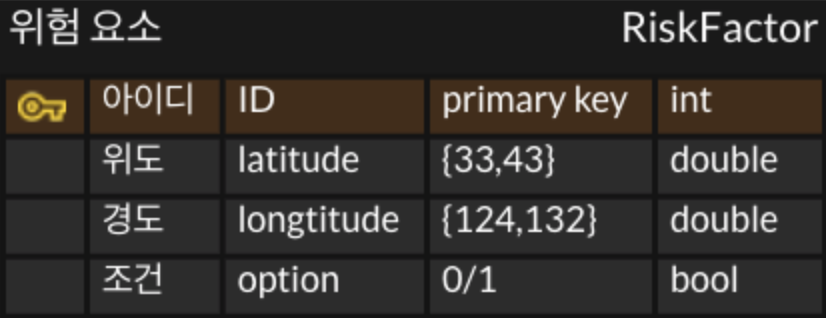 위험 요소 RiskFactor
아이디 ID primary key int
위도 latitude {33,43} double
경도 longtitude {124,132} double
조건 option 0/1 bool